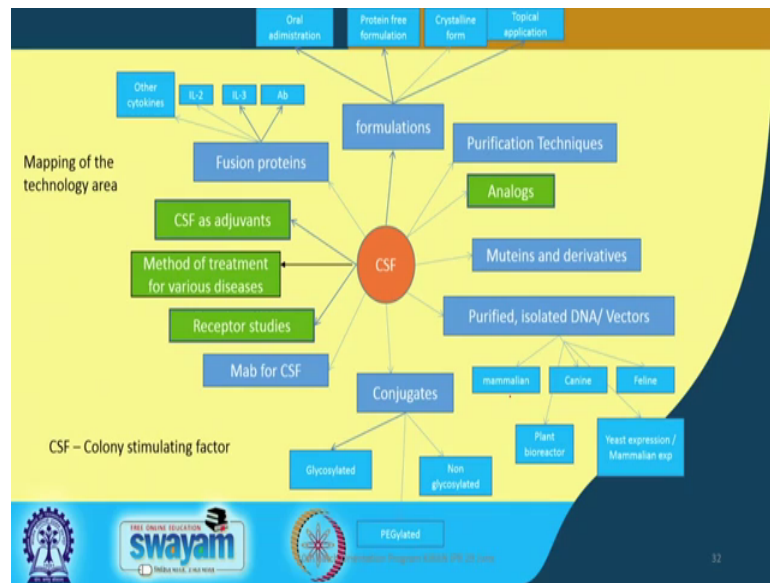 Oral
adimistration
Protein free
formulation
Crystalline
form
Topical
application
Other
cytokines
IL-2
IL-3
Ab
formulations
Fusion proteins
Purification Techniques
Mapping of the
technology area
Analogs
CSF as adjuvants
CSF
Method of treatment
for various diseases
Muteins and derivatives
Receptor studies
Purified, isolated DNA/ Vectors
Mab for CSF
Conjugates
mammalian
Canine
Feline
CSF – Colony stimulating factor
Plant
bioreactor
Yeast expression /
Mammalian exp
Glycosylated
Non
glycosylated
FREE ONLINE EDUCATION
swayam
PEGylated
32